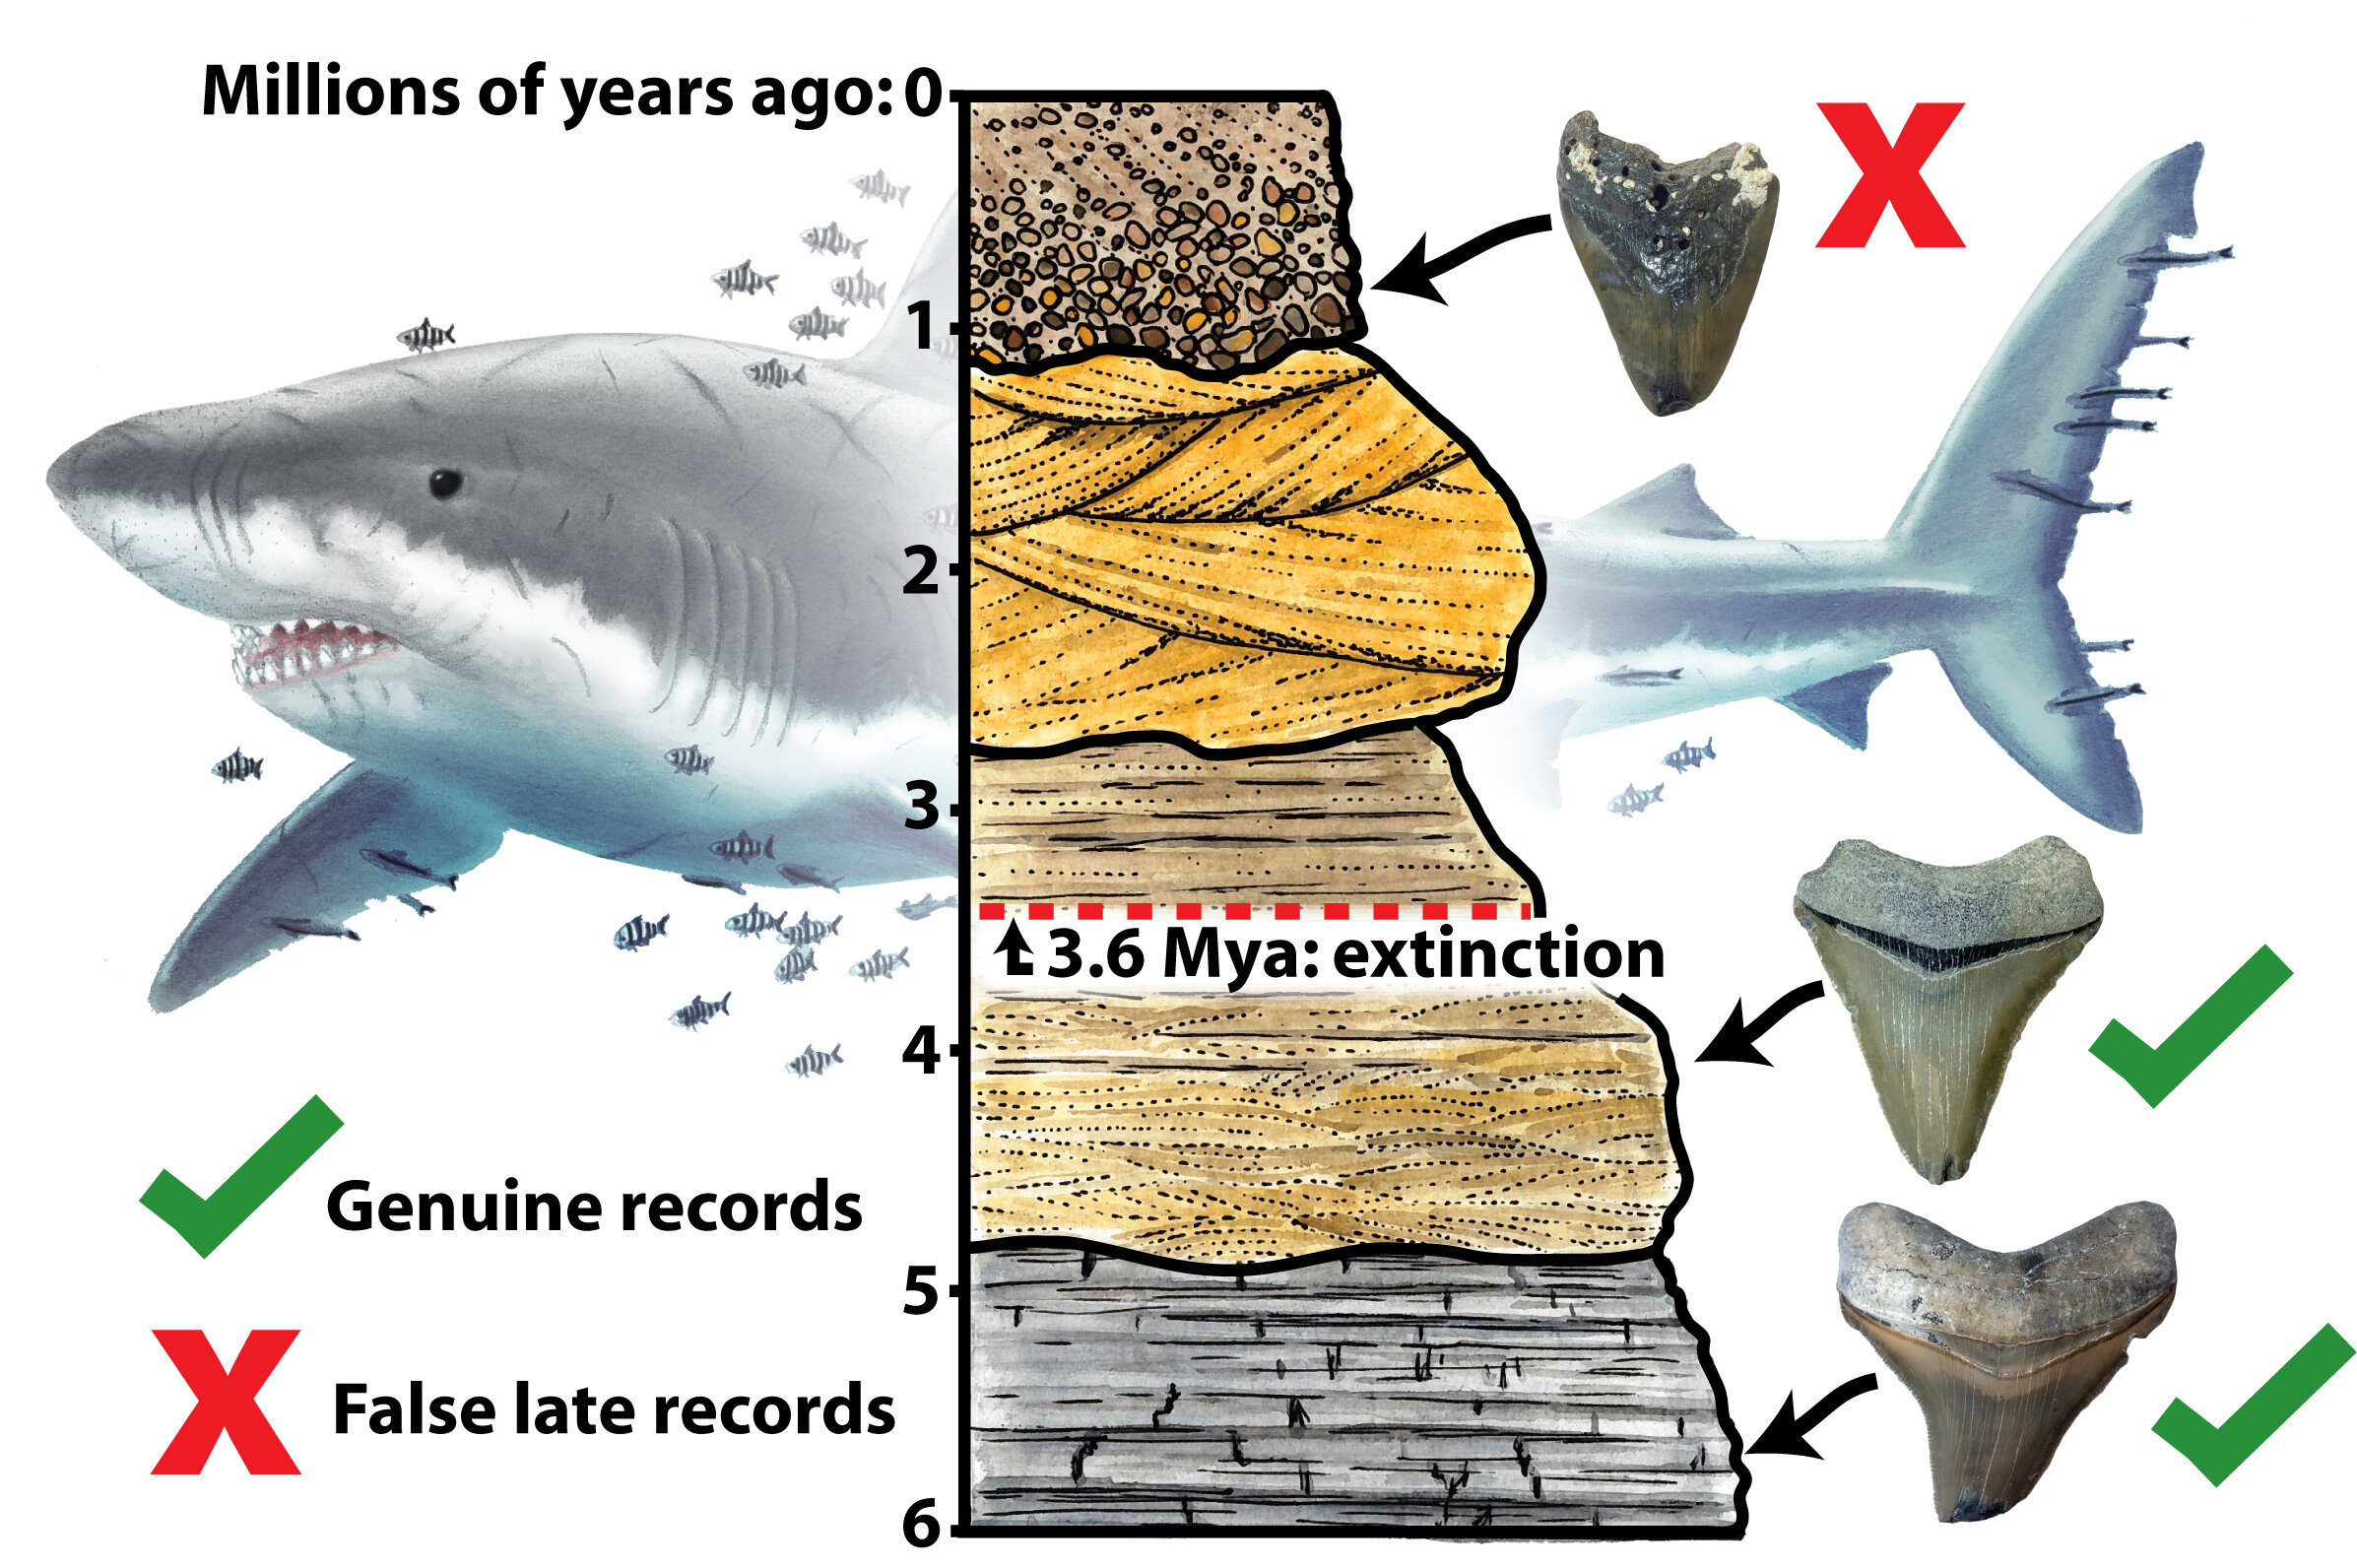 Millions of years ago: 0
1
2
3
3.6 Mya: extinction
4
5
6
Genuine records
X False late records
X